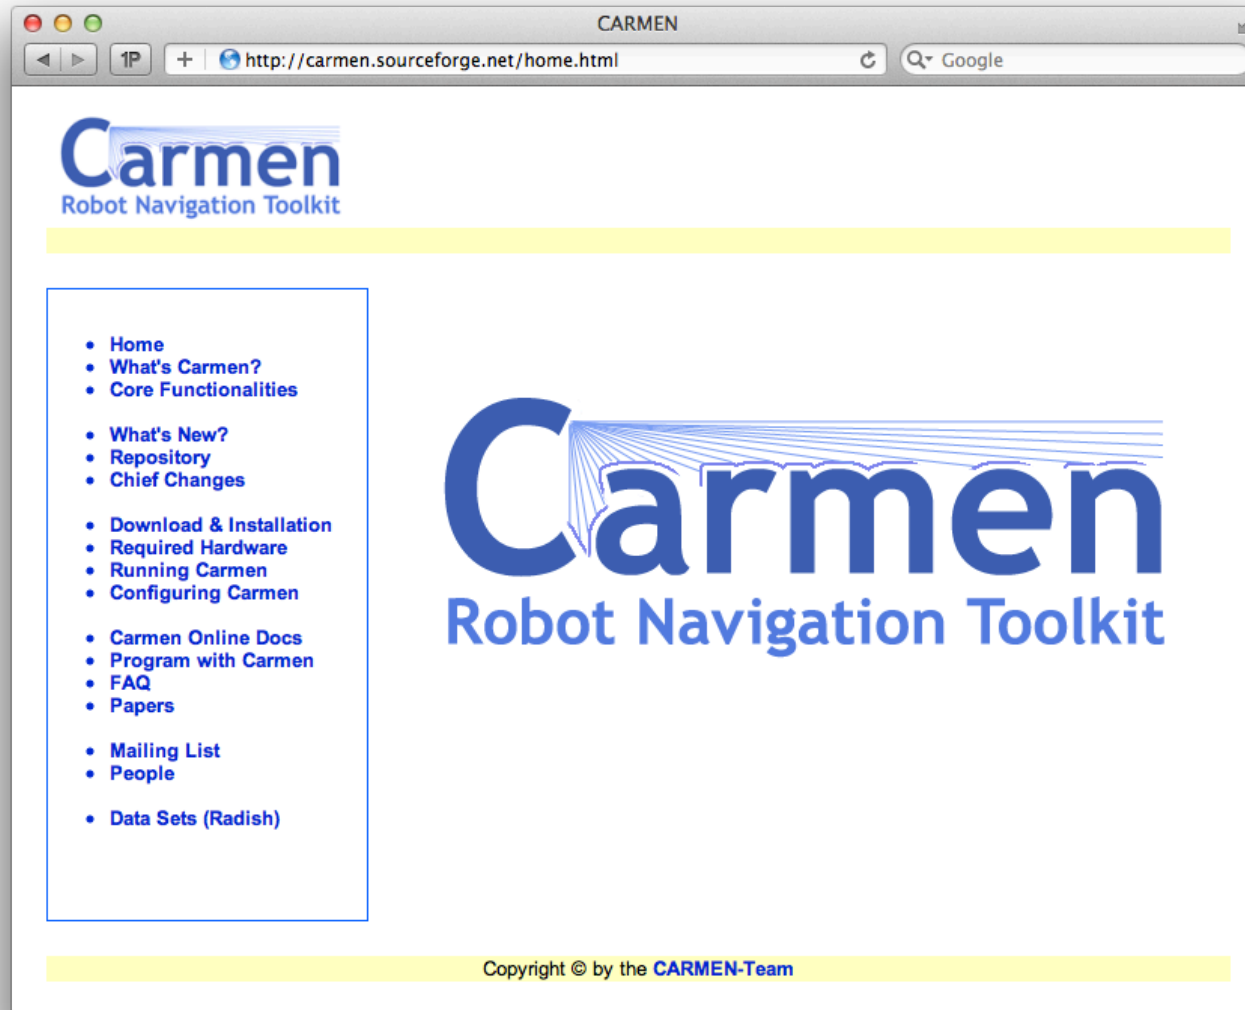 CARMEN
1P
+
http://carmen.sourceforge.net/home.html
Google
Carmen
Robot Navigation Toolkit
Home
What's Carmen?
Core Functionalities
What's New?
Repository
Chief Changes
Download & Installation
Required Hardware
Running Carmen
Configuring Carmen
Carmen Online Docs
Program with Carmen
FAQ
Papers
Mailing List
People
Data Sets (Radish)
Carmen
Robot Navigation Toolkit
Copyright © by the CARMEN-Team